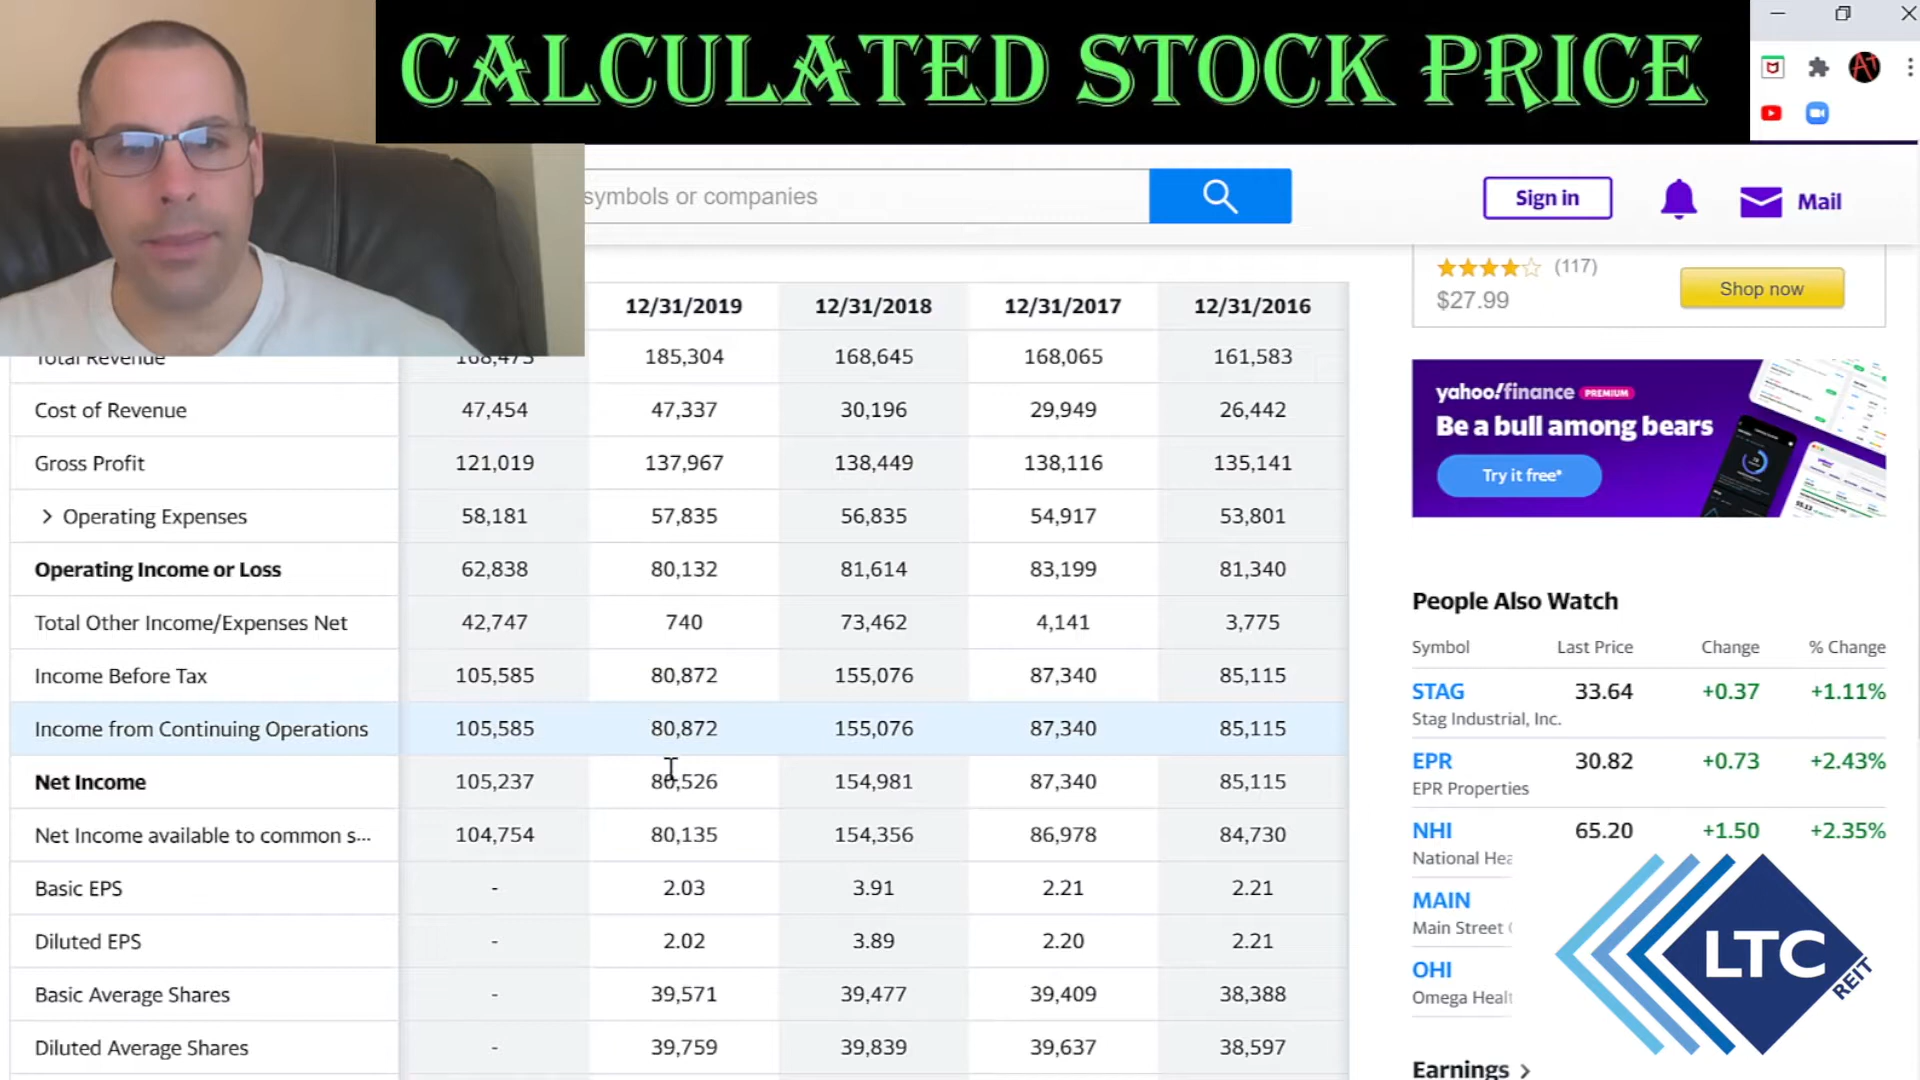 CALCULATED STOCK PRICE
symbols or companies
Sign in
Mail
(117)
$27.99
Shop now
12/31/2019 12/31/2018 12/31/2017 12/31/2016
Total Revenue 168,473 185,304 168,645 168,065 161,583
Cost of Revenue 47,454 47,337 30,196 29,949 26,442
Gross Profit 121,019 137,967 138,449 138,116 135,141
Operating Expenses 58,181 57,835 56,835 54,917 53,801
Operating Income or Loss 62,838 80,132 81,614 83,199 81,340
Total Other Income/Expenses Net 42,747 740 73,462 4,141 3,775
Income Before Tax 105,585 80,872 155,076 87,340 85,115
Income from Continuing Operations 105,585 80,872 155,076 87,340 85,115
Net Income 105,237 80,526 154,981 87,340 85,115
Net Income available to common s... 104,754 80,135 154,356 86,978 84,730
Basic EPS - 2.03 3.91 2.21 2.21
Diluted EPS - 2.02 3.89 2.20 2.21
Basic Average Shares - 39,571 39,477 39,409 38,388
Diluted Average Shares - 39,759 39,839 39,637 38,597
yahoo!finance PREMIUM
Be a bull among bears
Try it free*
People Also Watch
Symbol Last Price Change % Change
STAG 33.64 +0.37 +1.11%
Stag Industrial, Inc.
EPR 30.82 +0.73 +2.43%
EPR Properties
NHI 65.20 +1.50 +2.35%
National Hea
MAIN
Main Street
OHI
Omega Healt
Earnings
LTC
REIT